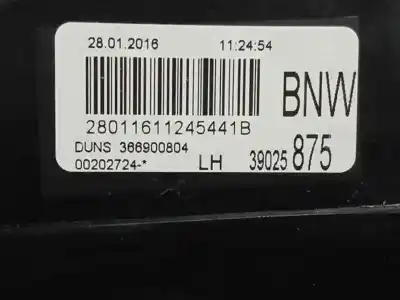 28.01.2016 11:24:54
BNW
28011611245441B
DUNS 366900804
00202724-* LH 39025 875